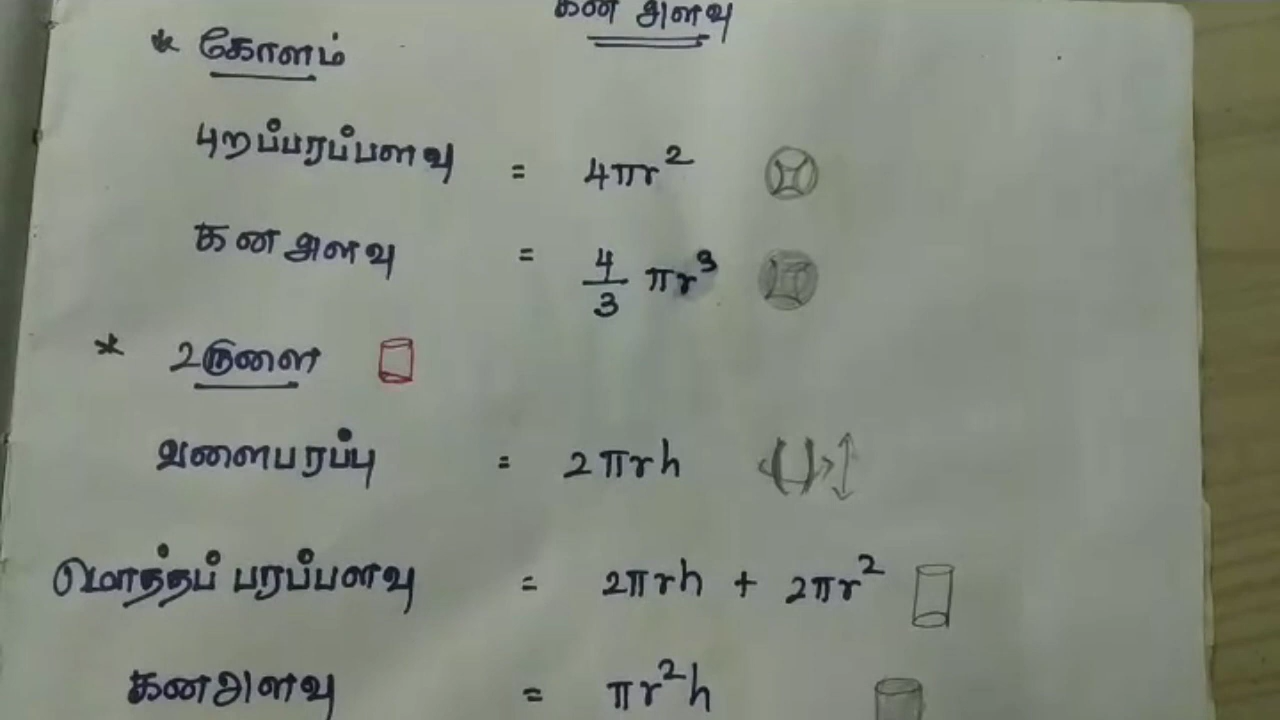 கன அளவு
* கோளம்
புறப்பரப்பளவு = 4πr²
கன அளவு = 4/3 πr³
* உருளை
வளைபரப்பு = 2πrh
மொத்தப் பரப்பளவு = 2πrh + 2πr²
கனஅளவு = πr²h